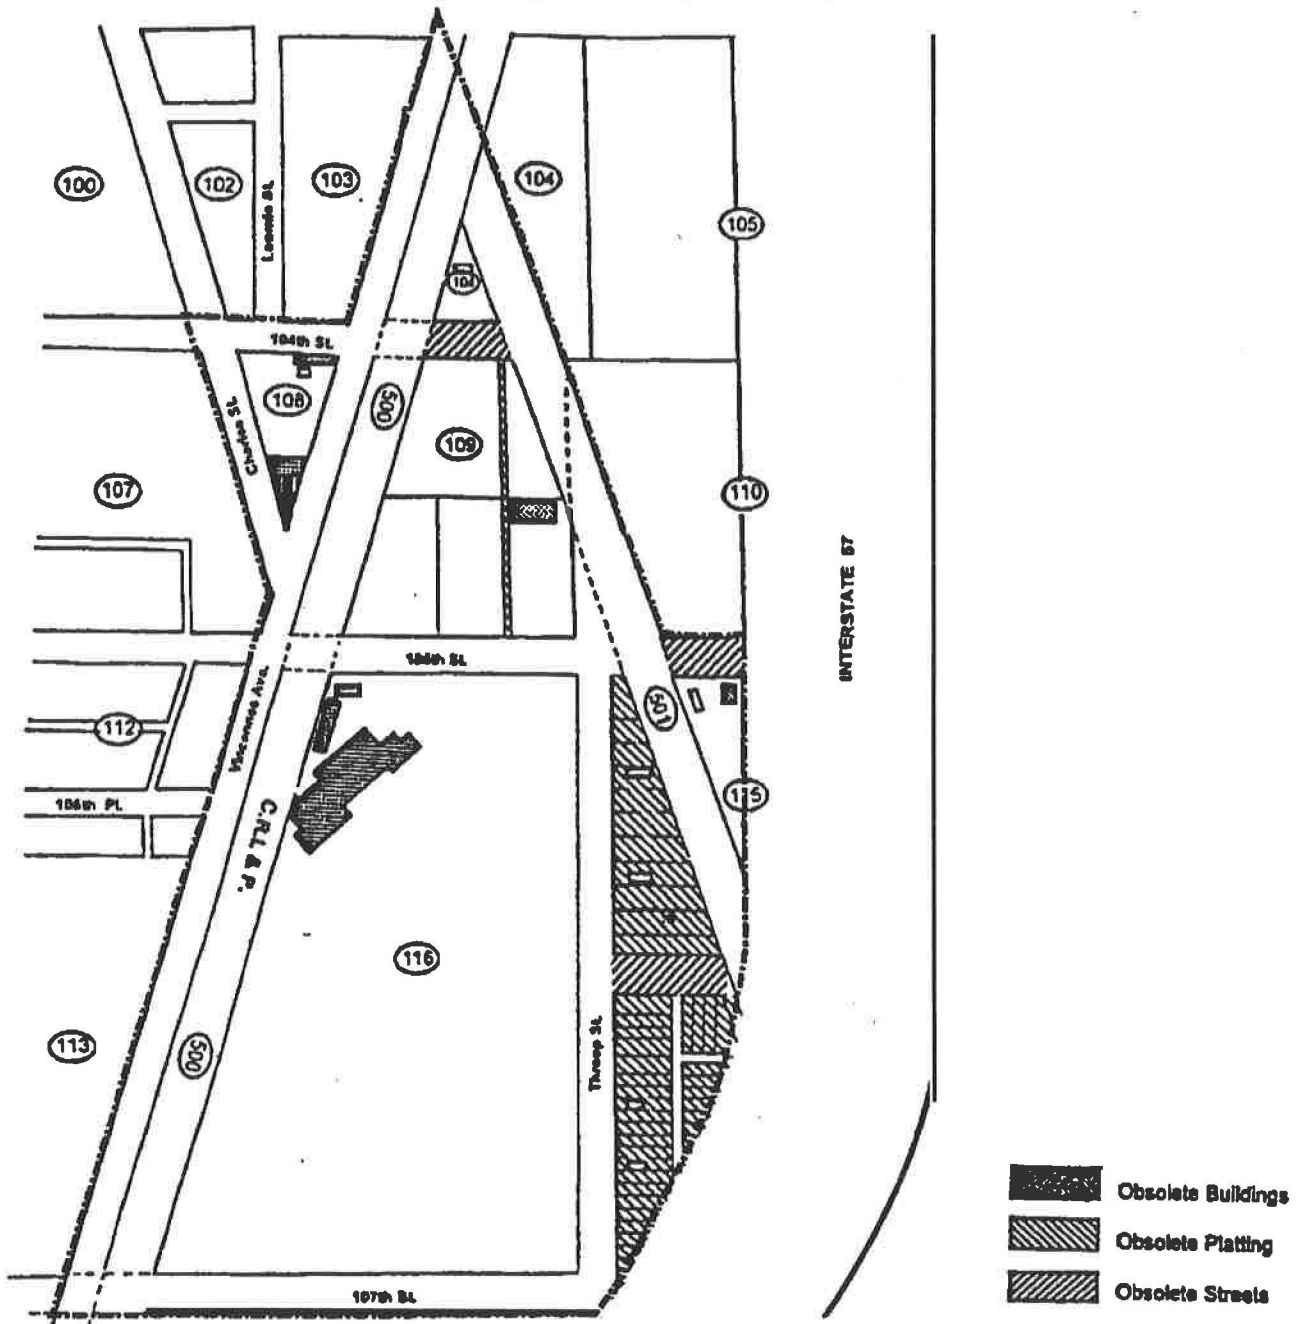 100
102
Loomis St.
103
104
105
104th St.
108
500
Charles St.
109
107
110
INTERSTATE 57
105th St.
501
Vincennes Ave.
112
115
106th Pl.
C.R.I. & P.
116
113
500
Throop St.
107th St.
Obsolete Buildings
Obsolete Platting
Obsolete Streets